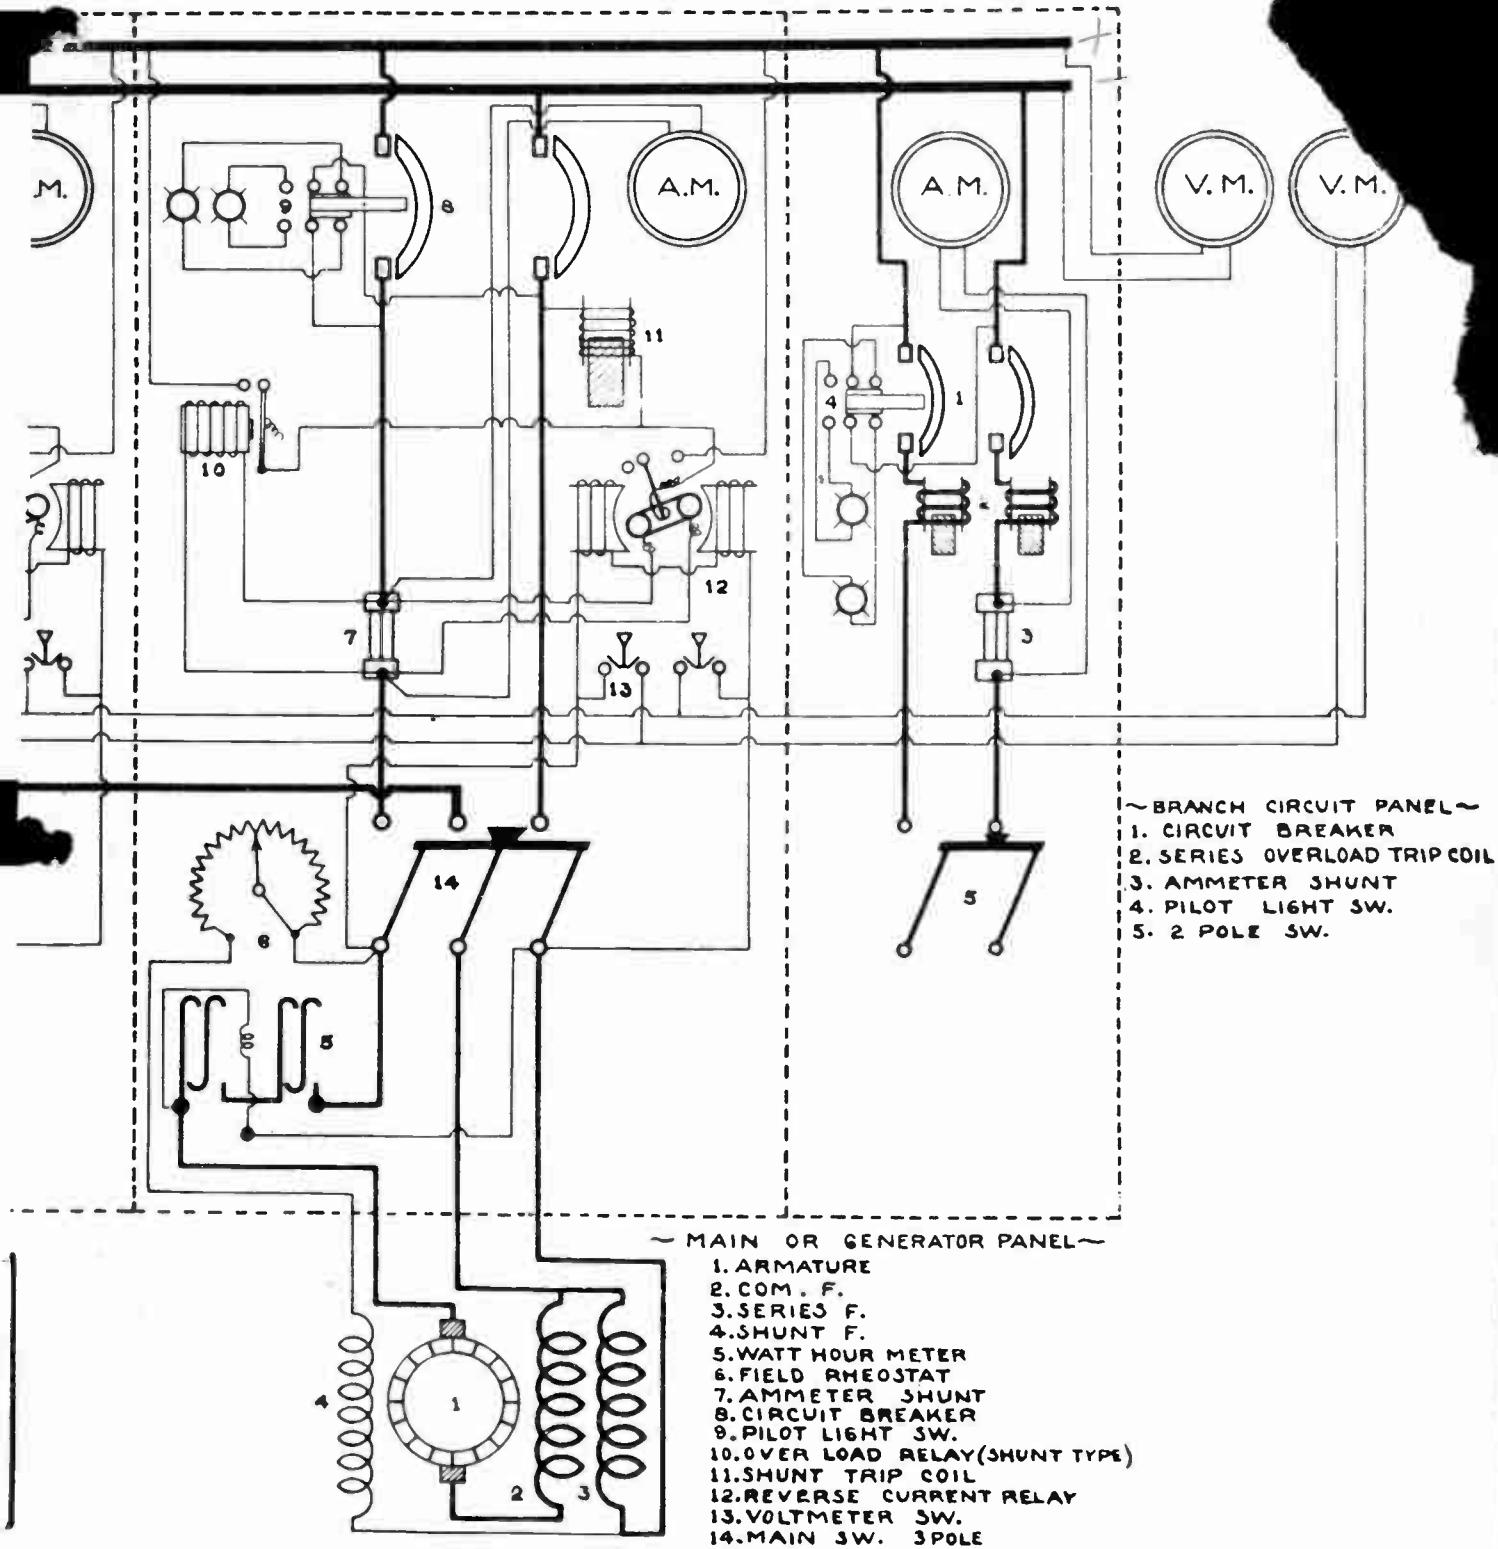 +
−
.M.
A.M.
A.M.
V.M.
V.M.
9
8
11
4
1
10
12
7
13
3
14
5
6
5
~BRANCH CIRCUIT PANEL~
1. CIRCUIT BREAKER
2. SERIES OVERLOAD TRIP COIL
3. AMMETER SHUNT
4. PILOT LIGHT SW.
5. 2 POLE SW.
4
1
2
3
~MAIN OR GENERATOR PANEL~
1. ARMATURE
2. COM. F.
3. SERIES F.
4. SHUNT F.
5. WATT HOUR METER
6. FIELD RHEOSTAT
7. AMMETER SHUNT
8. CIRCUIT BREAKER
9. PILOT LIGHT SW.
10. OVER LOAD RELAY (SHUNT TYPE)
11. SHUNT TRIP COIL
12. REVERSE CURRENT RELAY
13. VOLTMETER SW.
14. MAIN SW. 3 POLE